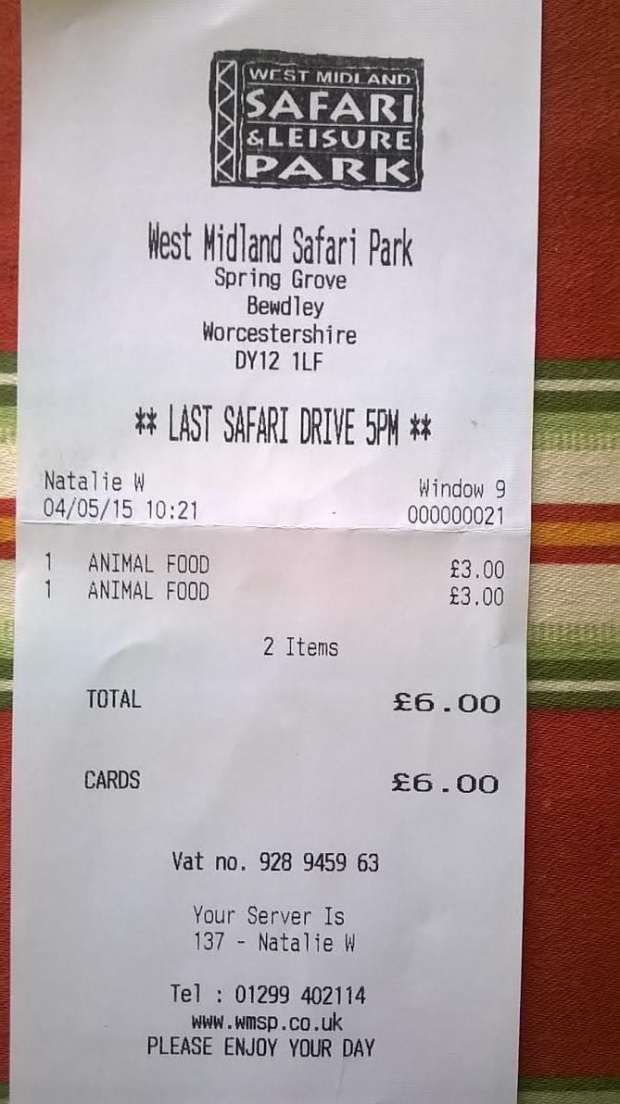 WEST MIDLAND
SAFARI
& LEISURE
PARK
West Midland Safari Park
Spring Grove
Bewdley
Worcestershire
DY12 1LF
** LAST SAFARI DRIVE 5PM **
Natalie W Window 9
04/05/15 10:21 000000021
1 ANIMAL FOOD £3.00
1 ANIMAL FOOD £3.00
2 Items
TOTAL £6.00
CARDS £6.00
Vat no. 928 9459 63
Your Server Is
137 - Natalie W
Tel : 01299 402114
www.wmsp.co.uk
PLEASE ENJOY YOUR DAY